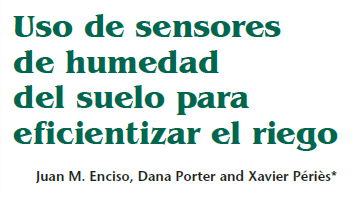 Uso de sensores
de humedad
del suelo para
eficientizar el riego
Juan M. Enciso, Dana Porter and Xavier Périès*